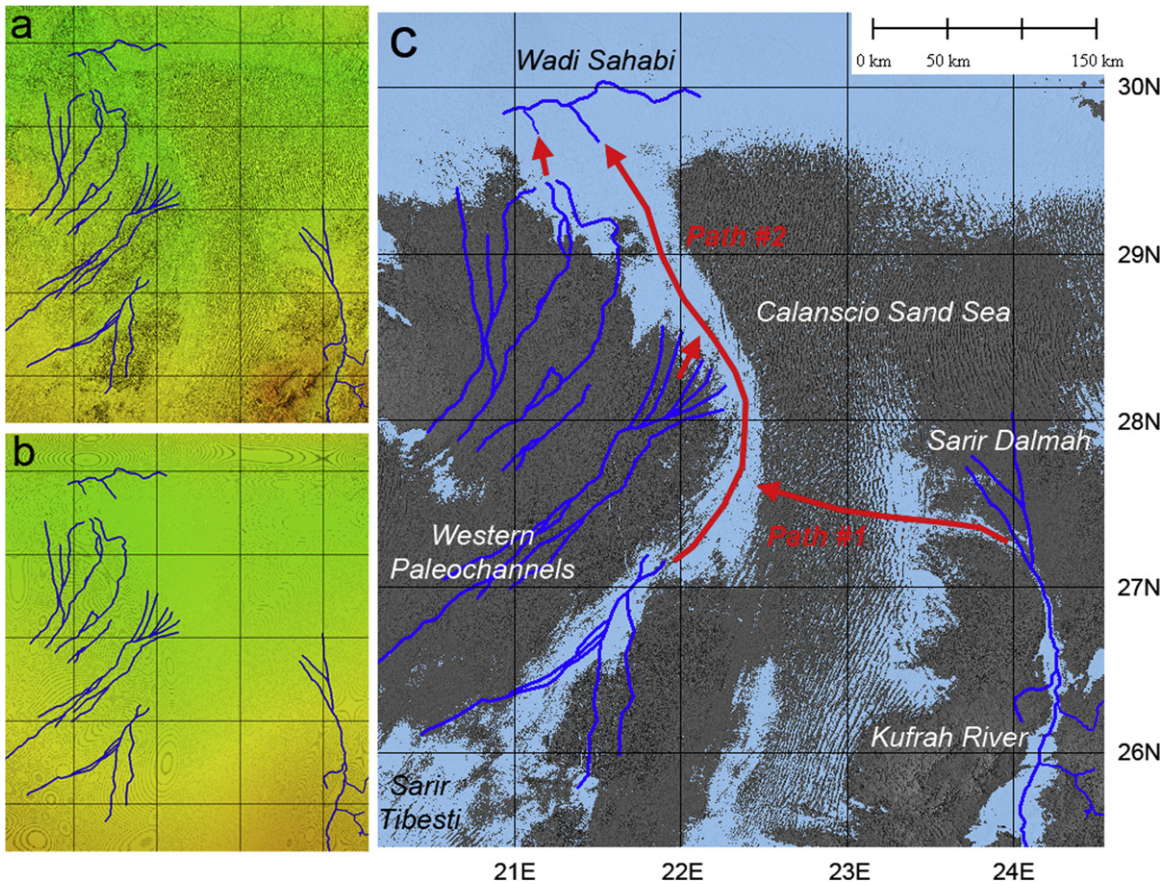 a
b
c
0 km 50 km 150 km
Wadi Sahabi
30N
Path #2
29N
Calanscio Sand Sea
28N
Sarir Dalmah
Western
Paleochannels
Path #1
27N
Kufrah River
26N
Sarir
Tibesti
21E 22E 23E 24E